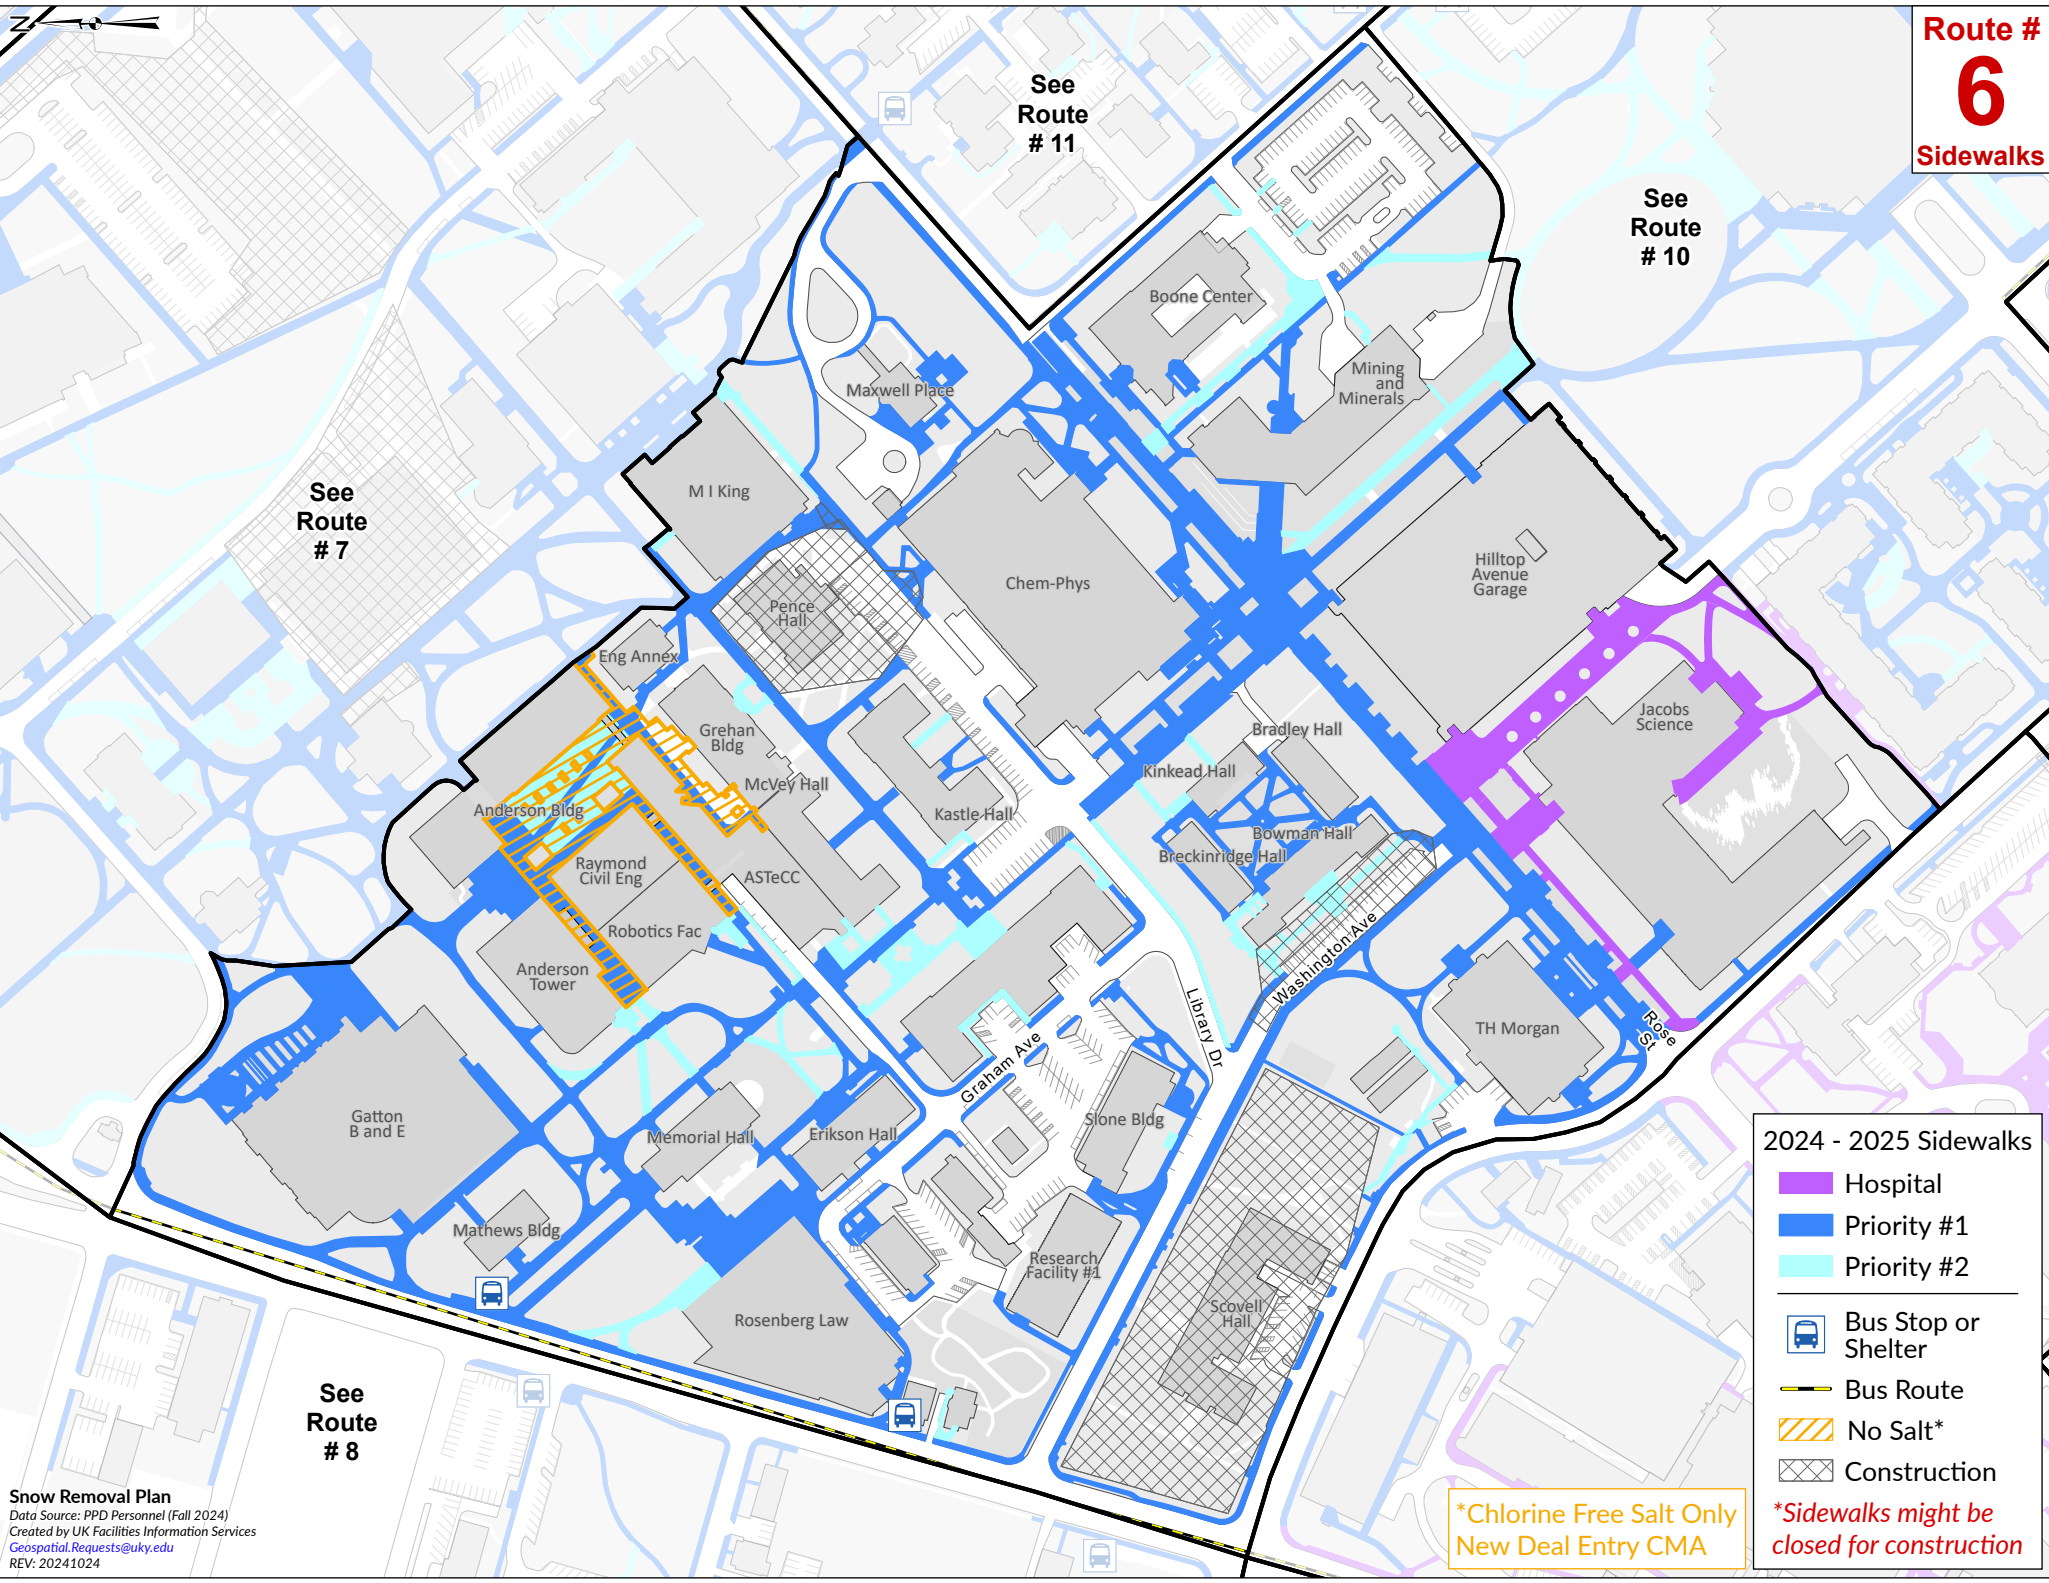 N
Route #
6
Sidewalks
See
Route
# 11
See
Route
# 10
Boone Center
Mining
and
Minerals
Maxwell Place
M I King
See
Route
# 7
Chem-Phys
Hilltop
Avenue
Garage
Pence
Hall
Eng Annex
Grehan
Bldg
Jacobs
Science
Bradley Hall
Kinkead Hall
McVey Hall
Anderson Bldg
Kastle Hall
Bowman Hall
Breckinridge Hall
Raymond
Civil Eng
ASTeCC
Robotics Fac
Washington Ave
Anderson
Tower
Library Dr
TH Morgan
Rose
St
Graham Ave
Gatton
B and E
Memorial Hall
Erikson Hall
Slone Bldg
Mathews Bldg
Research
Facility #1
Rosenberg Law
Scovell
Hall
See
Route
# 8
2024 - 2025 Sidewalks
Hospital
Priority #1
Priority #2
Bus Stop or
Shelter
Bus Route
No Salt*
Construction
*Sidewalks might be
closed for construction
*Chlorine Free Salt Only
New Deal Entry CMA
Snow Removal Plan
Data Source: PPD Personnel (Fall 2024)
Created by UK Facilities Information Services
Geospatial.Requests@uky.edu
REV: 20241024